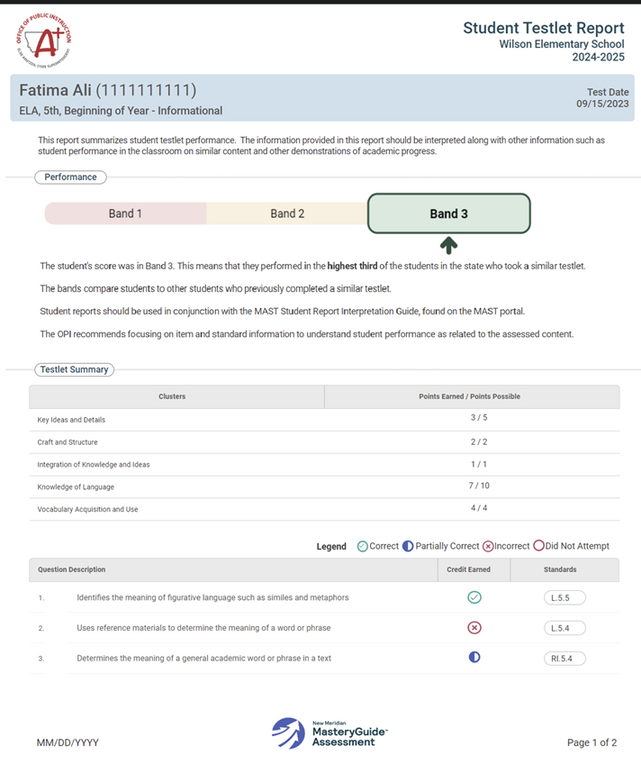 OFFICE OF PUBLIC INSTRUCTION
A+
Student Testlet Report
Wilson Elementary School
2024-2025
Fatima Ali (1111111111)
ELA, 5th, Beginning of Year - Informational
Test Date
09/15/2023
This report summarizes student testlet performance. The information provided in this report should be interpreted along with other information such as
student performance in the classroom on similar content and other demonstrations of academic progress.
Performance
Band 1
Band 2
Band 3
The student's score was in Band 3. This means that they performed in the highest third of the students in the state who took a similar testlet.
The bands compare students to other students who previously completed a similar testlet.
Student reports should be used in conjunction with the MAST Student Report Interpretation Guide, found on the MAST portal.
The OPI recommends focusing on item and standard information to understand student performance as related to the assessed content.
Testlet Summary
Clusters Points Earned / Points Possible
Key Ideas and Details 3 / 5
Craft and Structure 2 / 2
Integration of Knowledge and Ideas 1 / 1
Knowledge of Language 7 / 10
Vocabulary Acquisition and Use 4 / 4
Legend Correct Partially Correct Incorrect Did Not Attempt
Question Description Credit Earned Standards
1. Identifies the meaning of figurative language such as similes and metaphors L.5.5
2. Uses reference materials to determine the meaning of a word or phrase L.5.4
3. Determines the meaning of a general academic word or phrase in a text RI.5.4
MM/DD/YYYY
New Meridian
MasteryGuide™
Assessment
Page 1 of 2